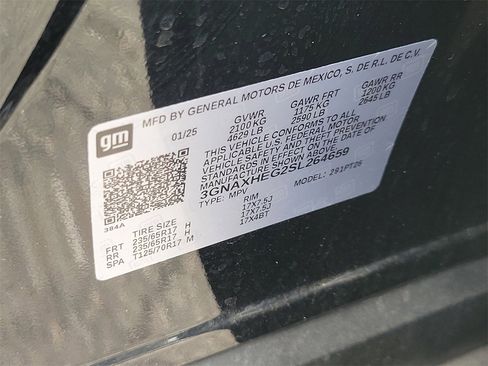 gm
MFD BY GENERAL MOTORS DE MEXICO, S. DE R.L. DE C.V.
01/25 GVWR GAWR FRT GAWR RR
2100 KG 1175 KG 1200 KG
4629 LB 2590 LB 2645 LB
THIS VEHICLE CONFORMS TO ALL
APPLICABLE U.S. FEDERAL MOTOR
VEHICLE SAFETY AND THEFT PREVENTION
STANDARDS IN EFFECT ON THE DATE OF
MANUFACTURE SHOWN ABOVE.
3GNAXHEG2SL264659
TYPE: MPV MODEL: 291PT26
384A
TIRE SIZE RIM
FRT 235/65R17 H 17X7.5J
RR 235/65R17 H 17X7.5J
SPA T125/70R17 M 17X4BT